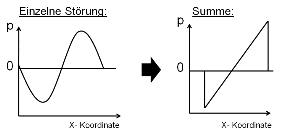 Einzelne Störung:
Summe:
p
0
X- Koordinate
p
0
X- Koordinate